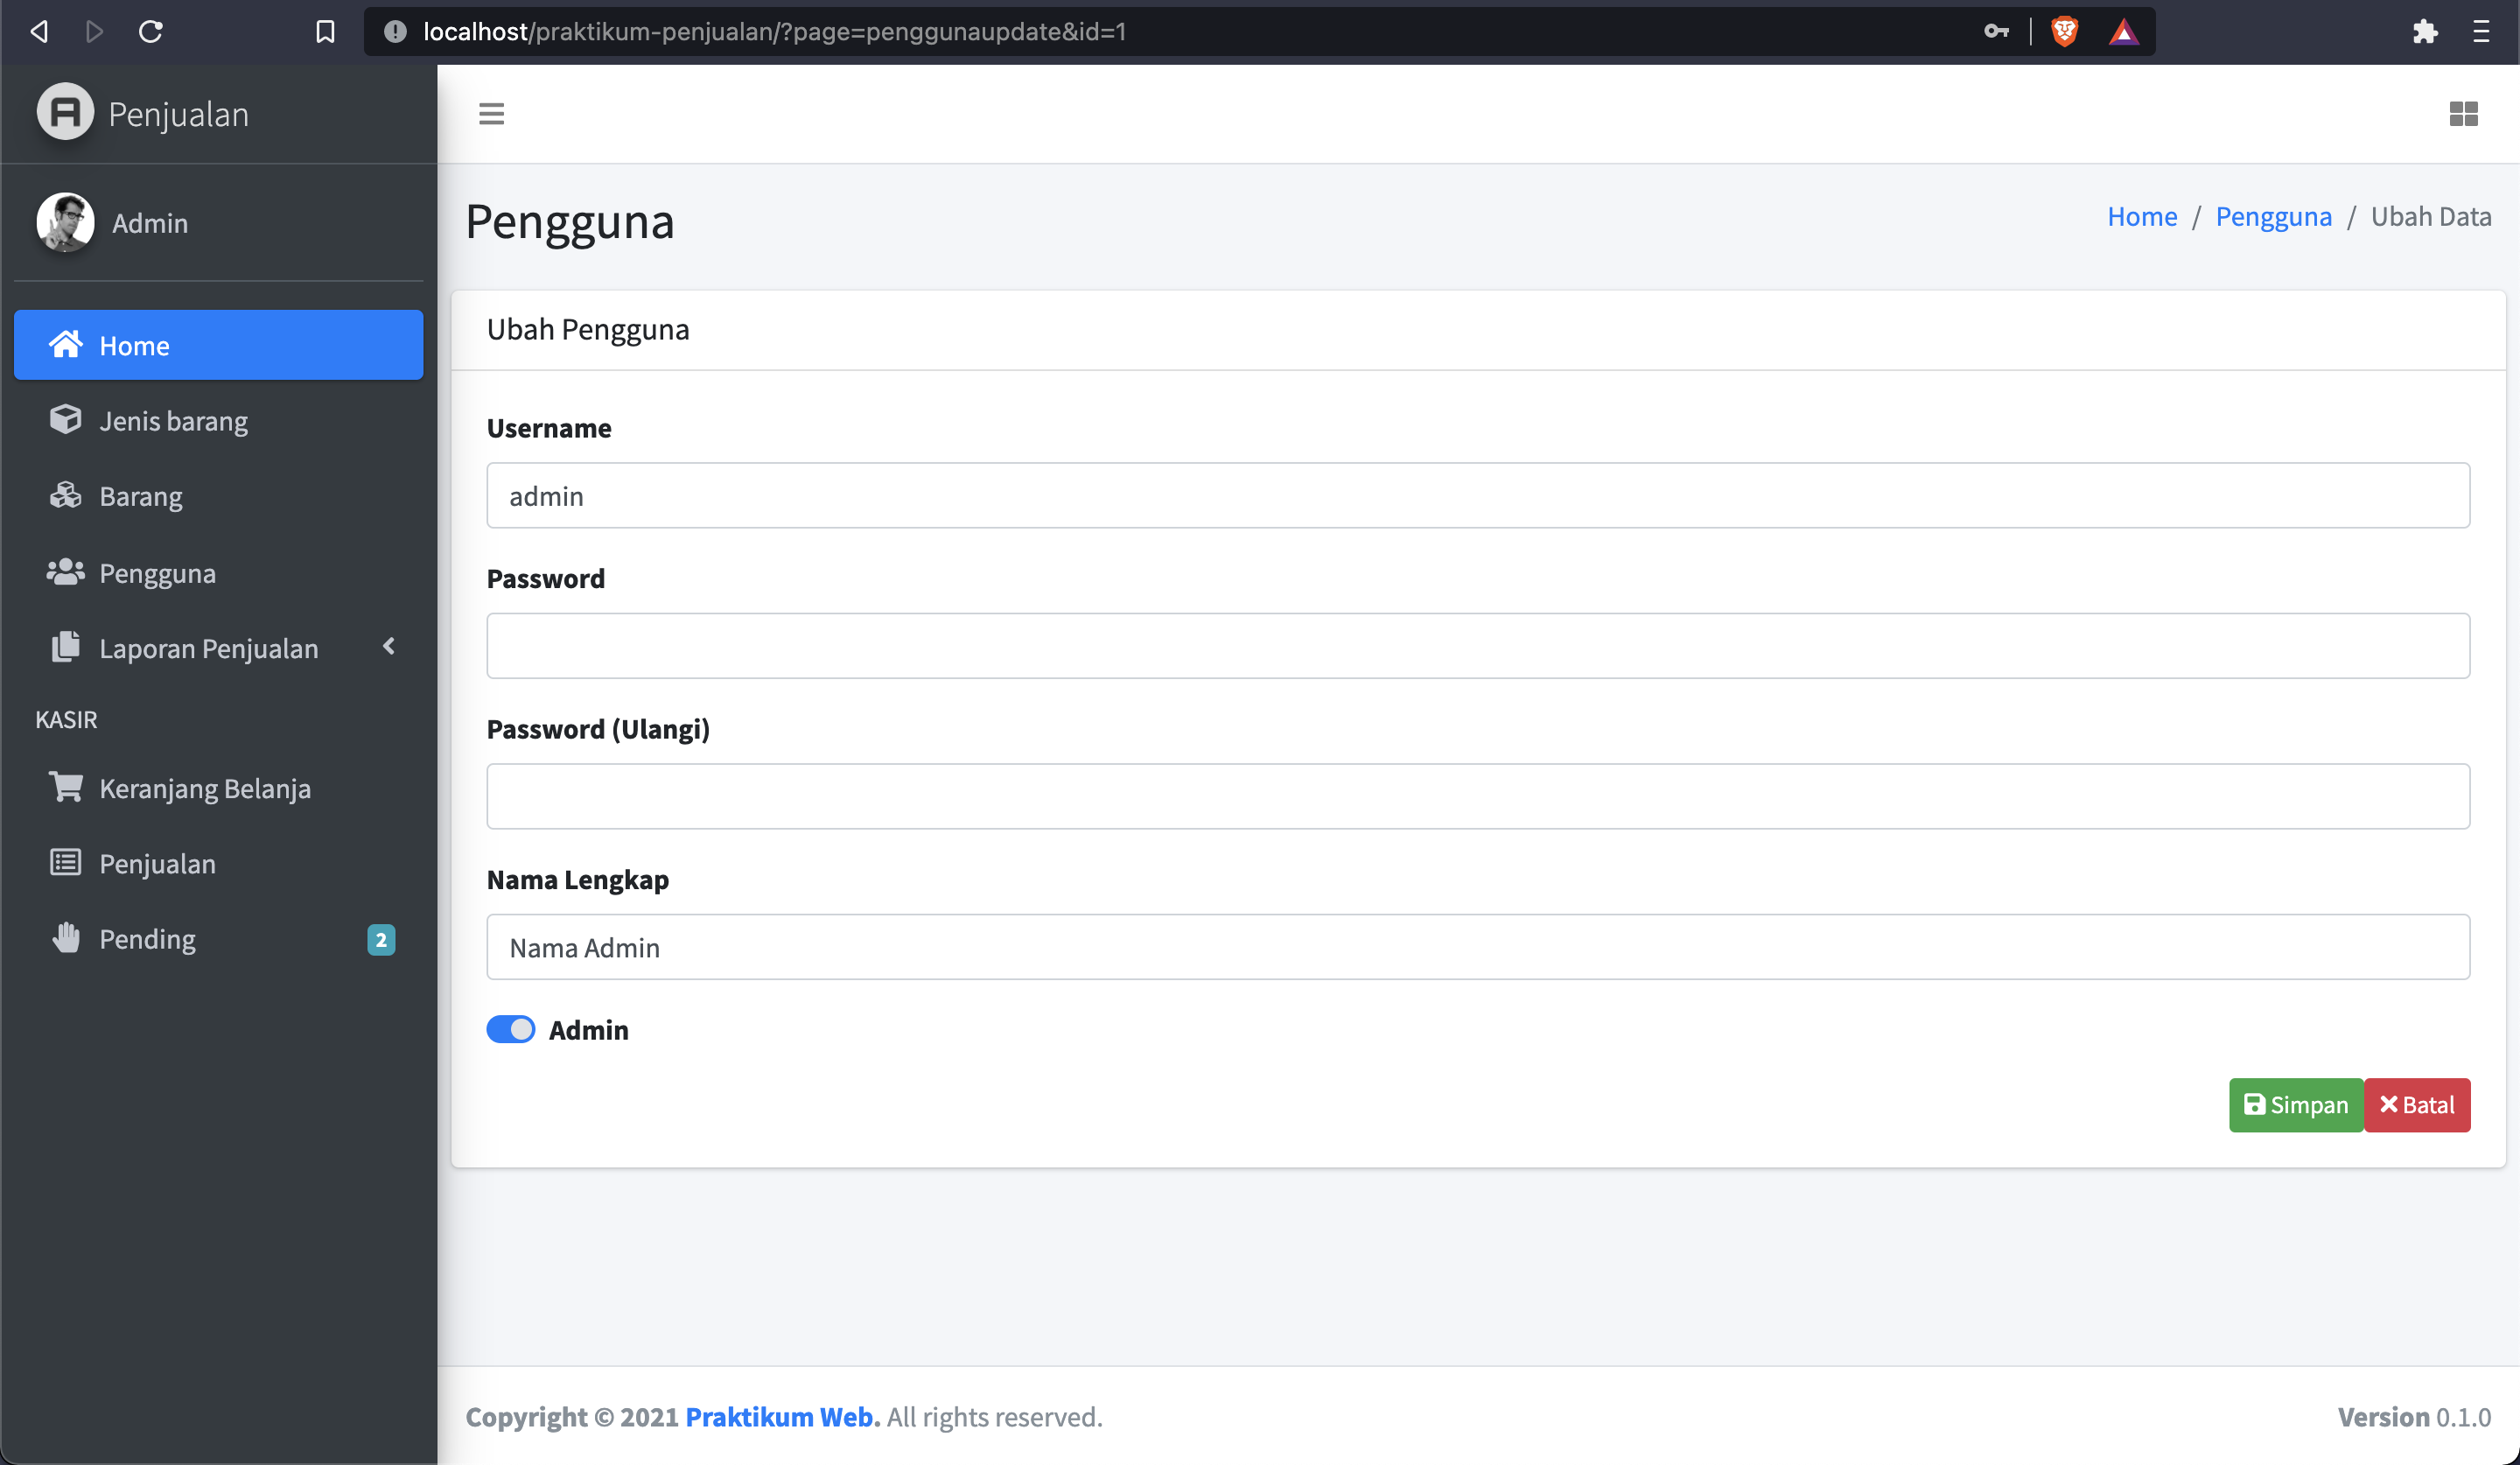 localhost/praktikum-penjualan/?page=penggunaupdate&id=1
Penjualan
Admin
Home
Jenis barang
Barang
Pengguna
Laporan Penjualan
KASIR
Keranjang Belanja
Penjualan
Pending 2
Pengguna
Home / Pengguna / Ubah Data
Ubah Pengguna
Username
admin
Password
Password (Ulangi)
Nama Lengkap
Nama Admin
Admin
Simpan Batal
Copyright © 2021 Praktikum Web. All rights reserved.
Version 0.1.0